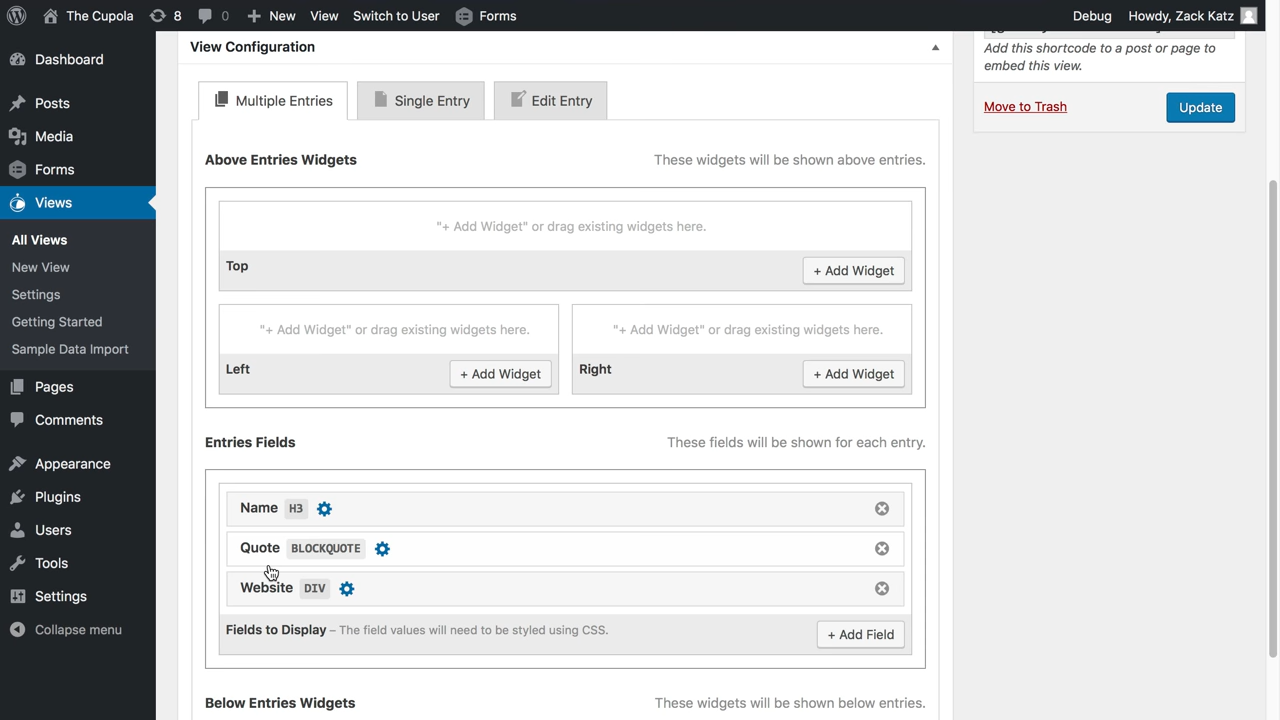 The Cupola 8 0 New View Switch to User Forms Debug Howdy, Zack Katz
Dashboard
Posts
Media
Forms
Views
All Views
New View
Settings
Getting Started
Sample Data Import
Pages
Comments
Appearance
Plugins
Users
Tools
Settings
Collapse menu
View Configuration
Multiple Entries Single Entry Edit Entry
Above Entries Widgets These widgets will be shown above entries.
"+ Add Widget" or drag existing widgets here.
Top + Add Widget
"+ Add Widget" or drag existing widgets here. "+ Add Widget" or drag existing widgets here.
Left + Add Widget Right + Add Widget
Entries Fields These fields will be shown for each entry.
Name H3
Quote BLOCKQUOTE
Website DIV
Fields to Display – The field values will need to be styled using CSS. + Add Field
Below Entries Widgets These widgets will be shown below entries.
Add this shortcode to a post or page to
embed this view.
Move to Trash Update